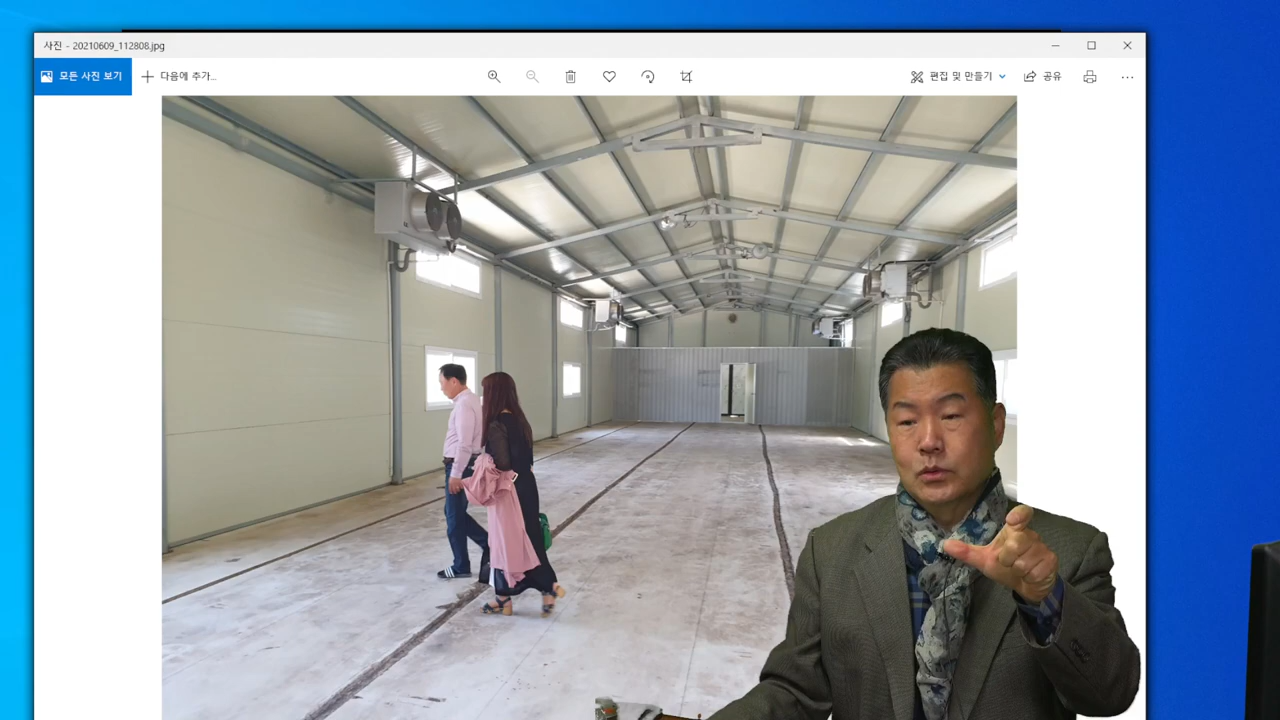 사진 - 20210609_112808.jpg
모든 사진 보기
다음에 추가...
편집 및 만들기
공유